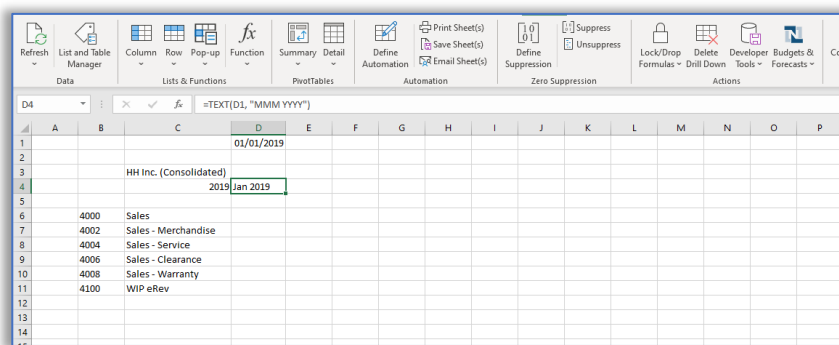 Refresh
List and Table Manager
Column
Row
Pop-up
Function
Summary
Detail
Define Automation
Print Sheet(s)
Save Sheet(s)
Email Sheet(s)
Define Suppression
Suppress
Unsuppress
Lock/Drop Formulas
Delete Drill Down
Developer Tools
Budgets & Forecasts
Data
Lists & Functions
PivotTables
Automation
Zero Suppression
Actions
D4
fx
=TEXT(D1, "MMM YYYY")
A B C D E F G H I J K L M N O P
1 01/01/2019
2
3 HH Inc. (Consolidated)
4 2019 Jan 2019
5
6 4000 Sales
7 4002 Sales - Merchandise
8 4004 Sales - Service
9 4006 Sales - Clearance
10 4008 Sales - Warranty
11 4100 WIP eRev
12
13
14